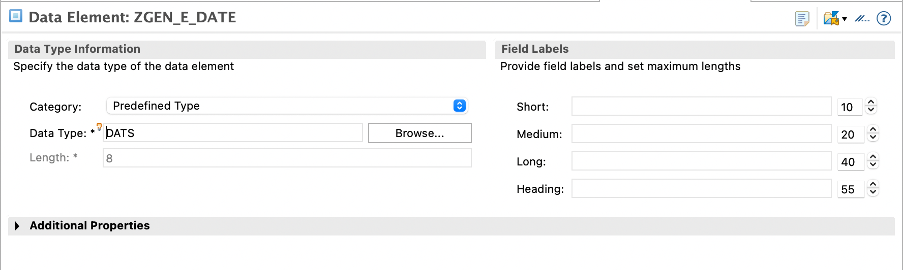 Data Element: ZGEN_E_DATE
Data Type Information
Specify the data type of the data element
Category: Predefined Type
Data Type: * DATS Browse...
Length: * 8
Field Labels
Provide field labels and set maximum lengths
Short: 10
Medium: 20
Long: 40
Heading: 55
Additional Properties